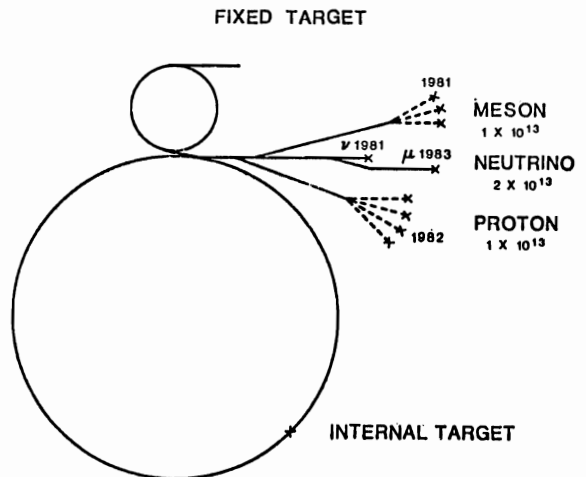 FIXED TARGET
1981
MESON
1 X 10¹³
ν 1981
μ 1983
NEUTRINO
2 X 10¹³
1982
PROTON
1 X 10¹³
INTERNAL TARGET